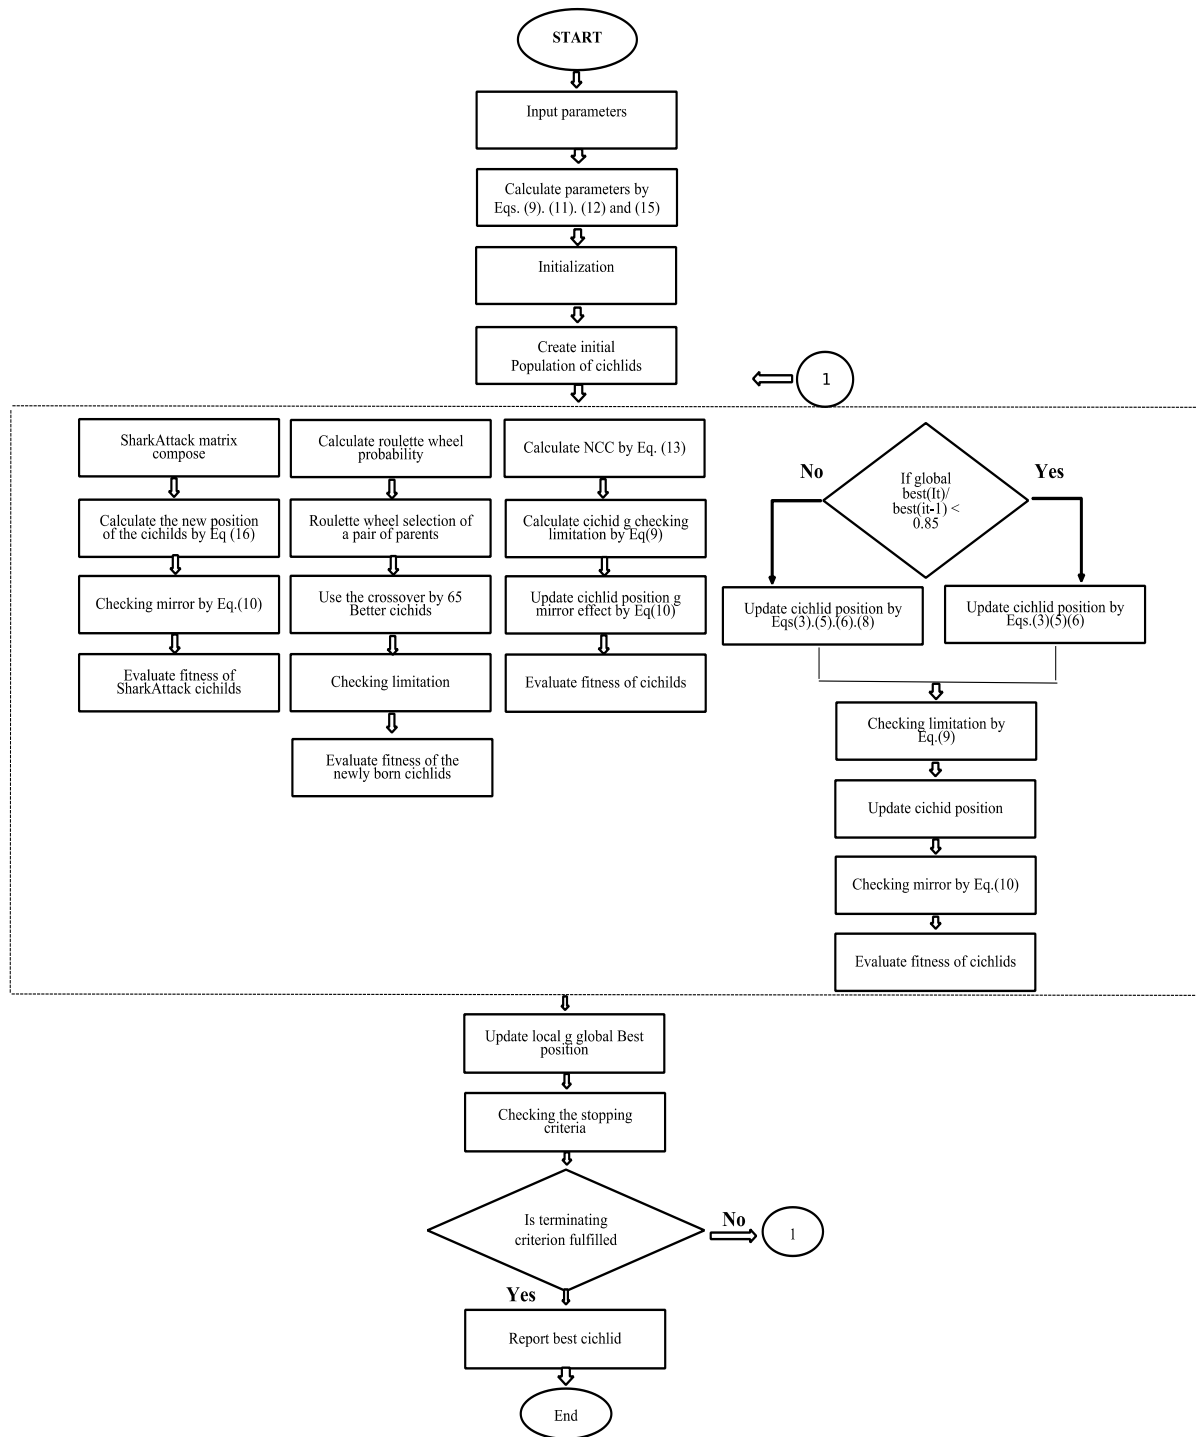 START
Input parameters
Calculate parameters by
Eqs. (9). (11). (12) and (15)
Initialization
Create initial
Population of cichlids
1
SharkAttack matrix
compose
Calculate the new position
of the cichilds by Eq (16)
Checking mirror by Eq.(10)
Evaluate fitness of
SharkAttack cichilds
Calculate roulette wheel
probability
Roulette wheel selection of
a pair of parents
Use the crossover by 65
Better cichids
Checking limitation
Evaluate fitness of the
newly born cichlids
Calculate NCC by Eq. (13)
Calculate cichid g checking
limitation by Eq(9)
Update cichlid position g
mirror effect by Eq(10)
Evaluate fitness of cichilds
If global
best(It)/
best(it-1) <
0.85
No
Yes
Update cichlid position by
Eqs(3).(5).(6).(8)
Update cichlid position by
Eqs.(3)(5)(6)
Checking limitation by
Eq.(9)
Update cichid position
Checking mirror by Eq.(10)
Evaluate fitness of cichlids
Update local g global Best
position
Checking the stopping
criteria
Is terminating
criterion fulfilled
No
1
Yes
Report best cichlid
End